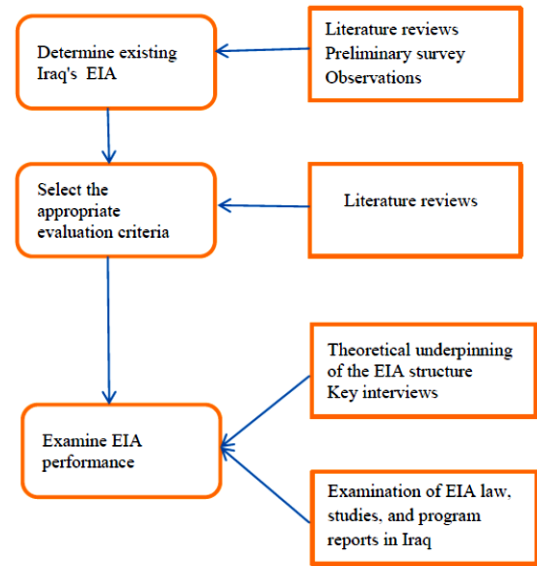 Determine existing
Iraq's EIA
Literature reviews
Preliminary survey
Observations
Select the
appropriate
evaluation criteria
Literature reviews
Theoretical underpinning
of the EIA structure
Key interviews
Examine EIA
performance
Examination of EIA law,
studies, and program
reports in Iraq